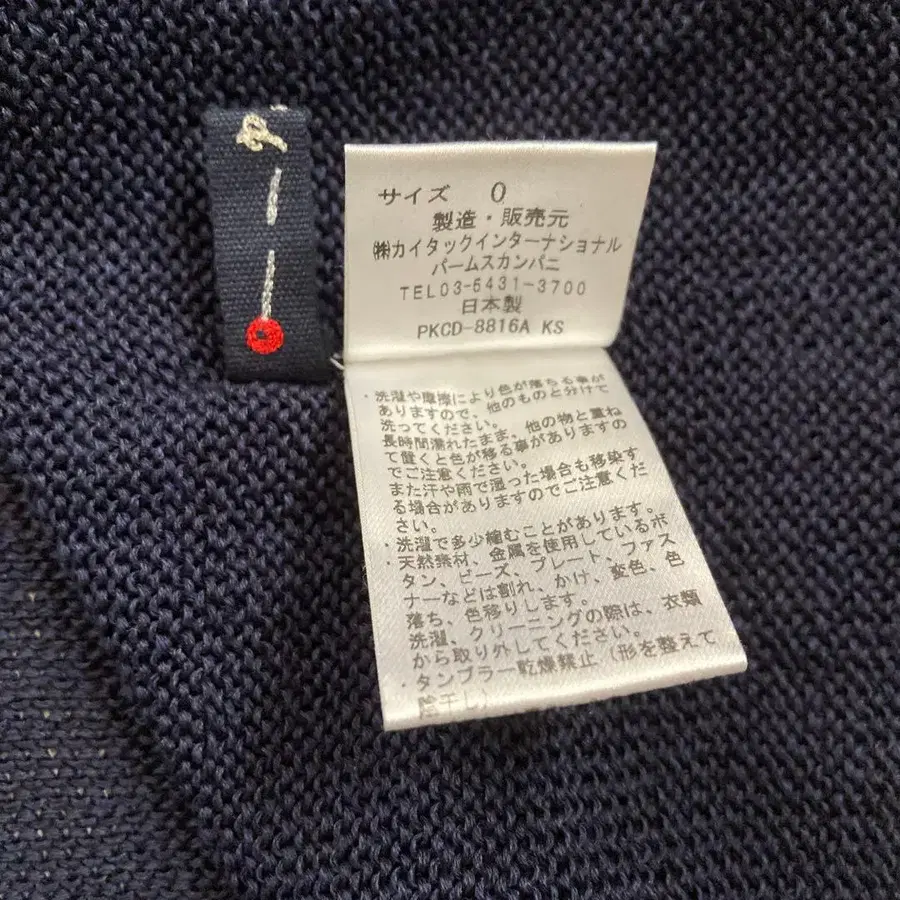 サイズ 0
製造・販売元
㈱カイタックインターナショナル
パームスカンパニ
TEL03-5431-3700
日本製
PKCD-8816A KS
・洗濯や摩擦により色が落ちる事が
ありますので、他のものと分けて
洗ってください。
長時間濡れたまま、他の物と重ね
て置くと色が移る事がありますの
でご注意ください。
また汗や雨で湿った場合も移染す
る場合がありますのでご注意くだ
さい。
・洗濯で多少縮むことがあります。
・天然素材、金属を使用しているボ
タン、ビーズ、プレート、ファス
ナーなどは割れ、かけ、変色、色
落ち、色移りします。
洗濯、クリーニングの際は、衣類
から取り外してください。
・タンブラー乾燥禁止（形を整えて
陰干し）